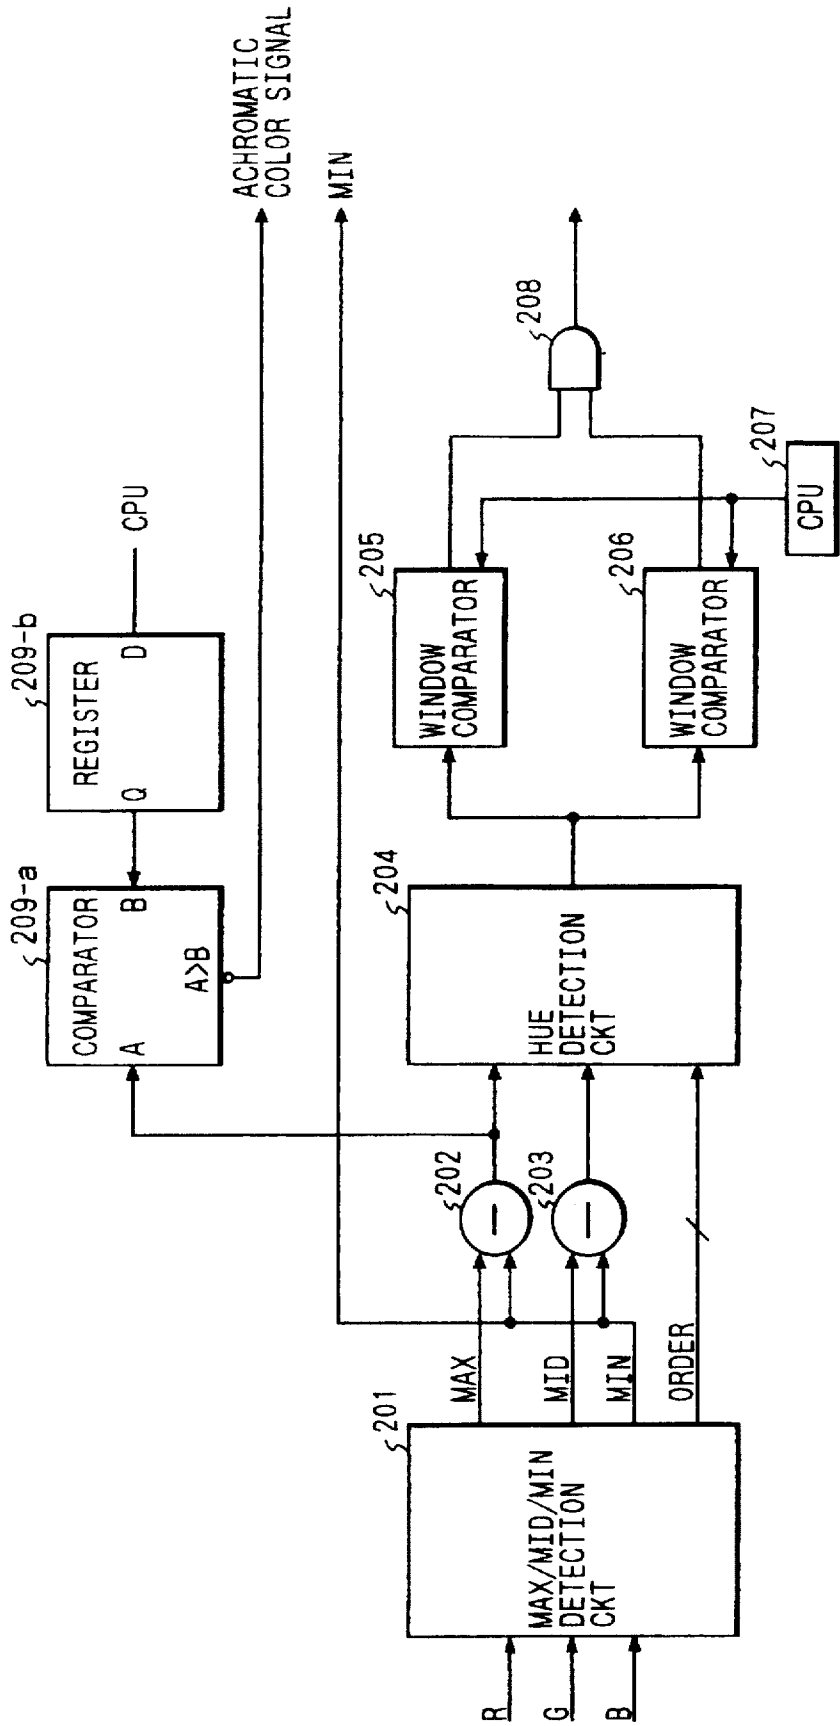 R
G
B
201
MAX/MID/MIN
DETECTION
CKT
MAX
MID
MIN
ORDER
202
203
204
HUE
DETECTION
CKT
209-a
COMPARATOR
A
B
A>B
209-b
REGISTER
Q
D
CPU
205
WINDOW
COMPARATOR
206
WINDOW
COMPARATOR
207
CPU
208
ACHROMATIC
COLOR SIGNAL
MIN